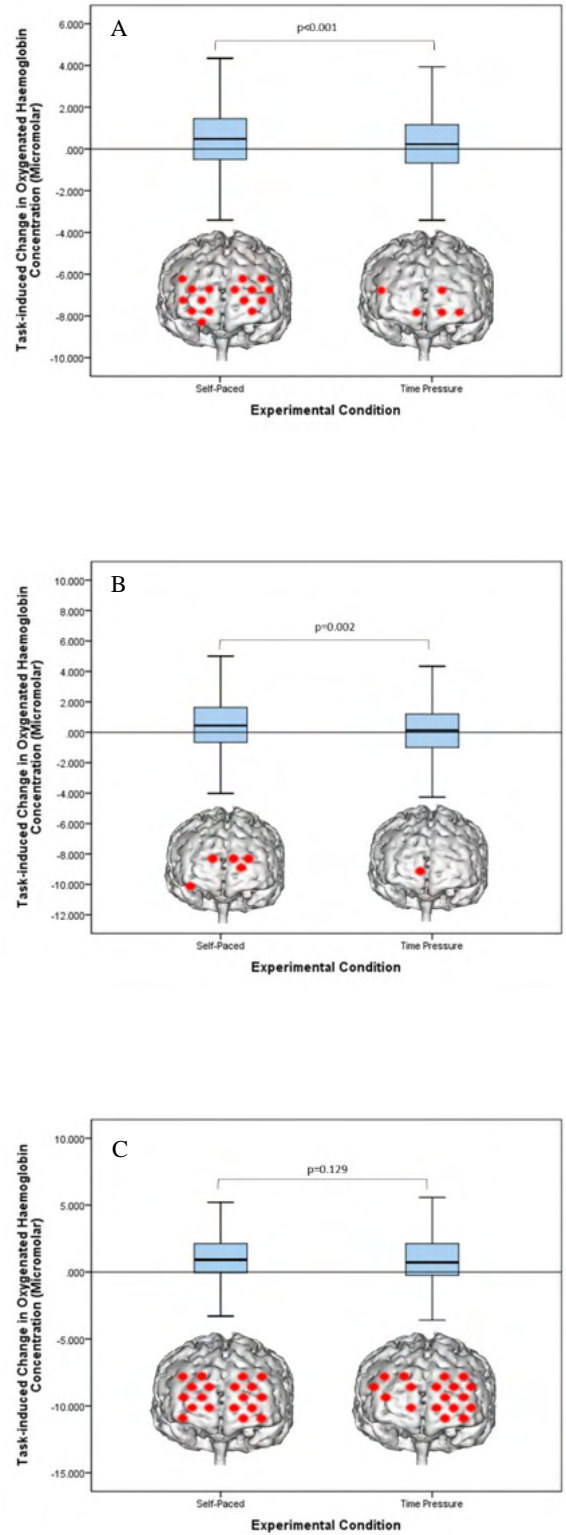 A
p<0.001
Task-induced Change in Oxygenated Haemoglobin
Concentration (Micromolar)
6.000
4.000
2.000
.000
-2.000
-4.000
-6.000
-8.000
-10.000
Self-Paced
Time Pressure
Experimental Condition
B
p=0.002
Task-induced Change in Oxygenated Haemoglobin
Concentration (Micromolar)
10.000
8.000
6.000
4.000
2.000
.000
-2.000
-4.000
-6.000
-8.000
-10.000
-12.000
Self-Paced
Time Pressure
Experimental Condition
C
p=0.129
Task-induced Change in Oxygenated Haemoglobin
Concentration (Micromolar)
10.000
5.000
.000
-5.000
-10.000
-15.000
Self-Paced
Time Pressure
Experimental Condition